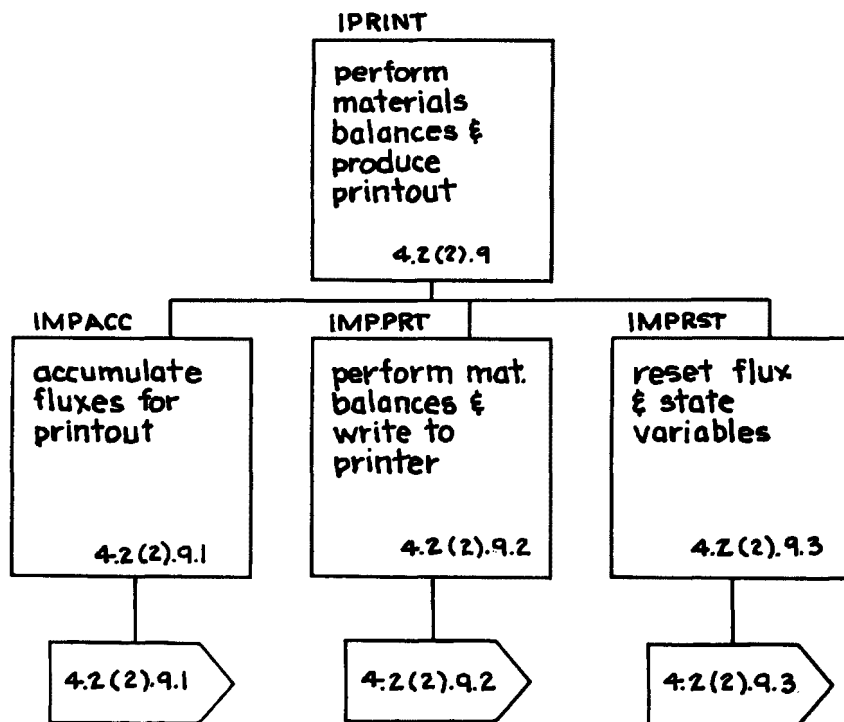 IPRINT
perform
materials
balances &
produce
printout
4.2(2).9
IMPACC
accumulate
fluxes for
printout
4.2(2).9.1
IMPPRT
perform mat.
balances &
write to
printer
4.2(2).9.2
IMPRST
reset flux
& state
variables
4.2(2).9.3
4.2(2).9.1
4.2(2).9.2
4.2(2).9.3